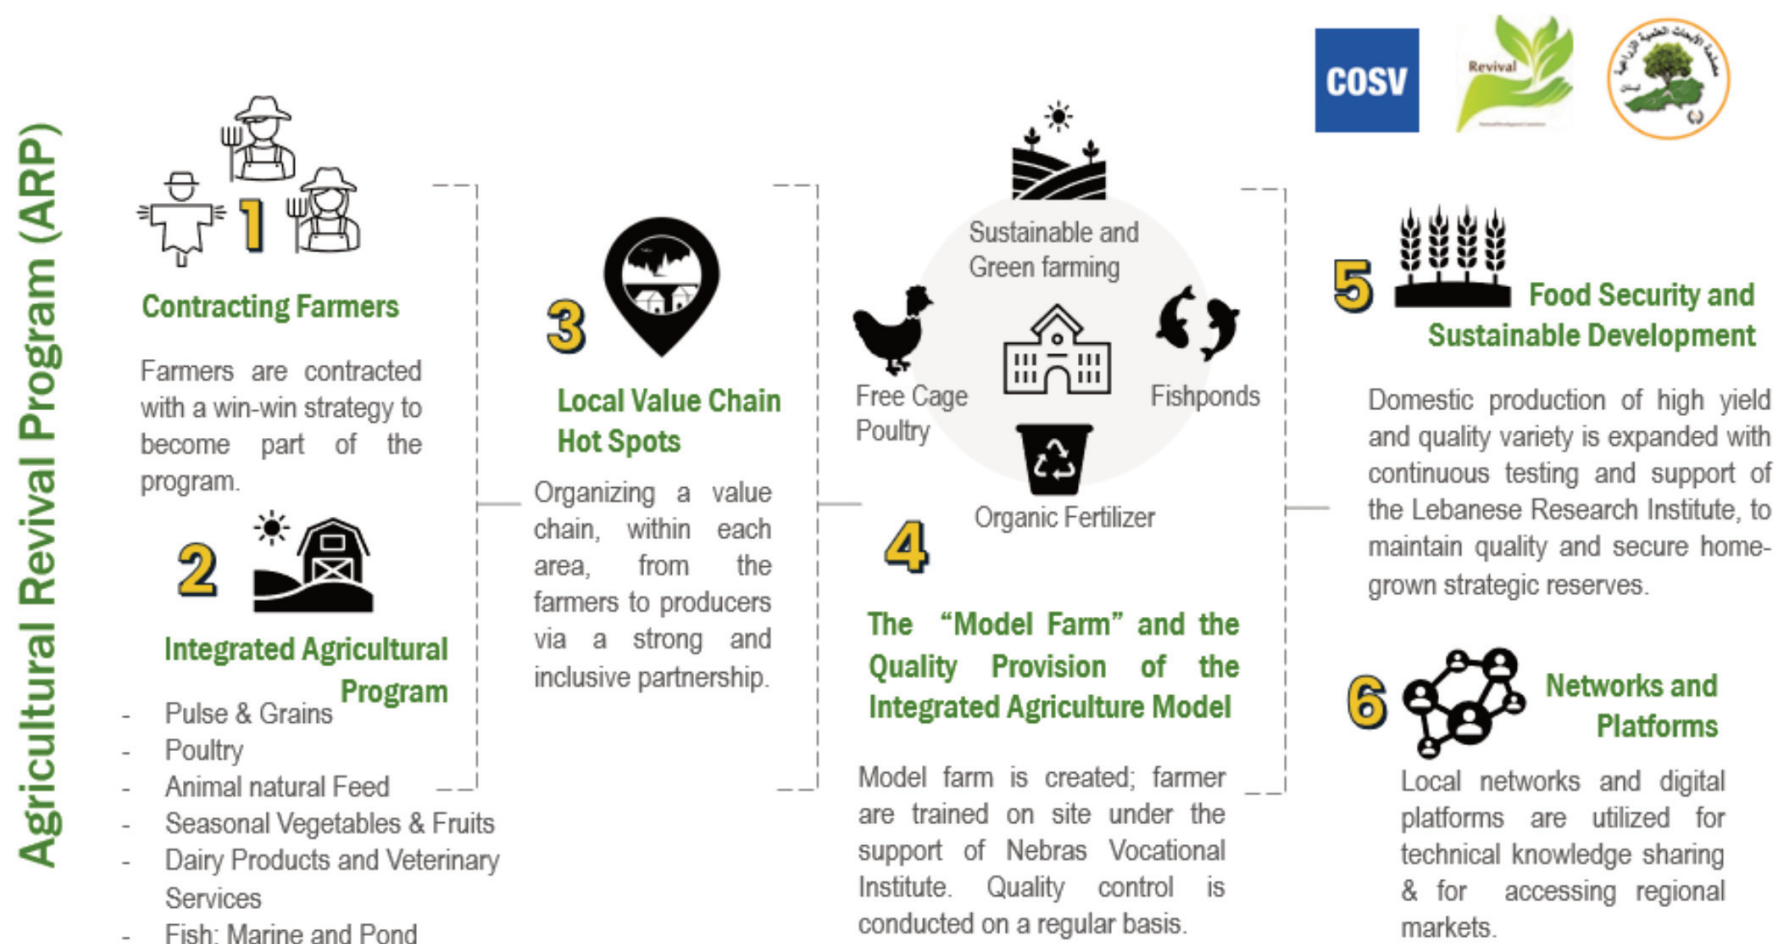 Agricultural Revival Program (ARP)
COSV
Revival
مصلحة الأبحاث العلمية الزراعية
لبنان
1
Contracting Farmers
Farmers are contracted
with a win-win strategy to
become part of the
program.
2
Integrated Agricultural
Program
- Pulse & Grains
- Poultry
- Animal natural Feed
- Seasonal Vegetables & Fruits
- Dairy Products and Veterinary
Services
- Fish: Marine and Pond
3
Local Value Chain
Hot Spots
Organizing a value
chain, within each
area, from the
farmers to producers
via a strong and
inclusive partnership.
Sustainable and
Green farming
Free Cage
Poultry
Fishponds
Organic Fertilizer
4
The “Model Farm” and the
Quality Provision of the
Integrated Agriculture Model
Model farm is created; farmer
are trained on site under the
support of Nebras Vocational
Institute. Quality control is
conducted on a regular basis.
5
Food Security and
Sustainable Development
Domestic production of high yield
and quality variety is expanded with
continuous testing and support of
the Lebanese Research Institute, to
maintain quality and secure home-
grown strategic reserves.
6
Networks and
Platforms
Local networks and digital
platforms are utilized for
technical knowledge sharing
& for accessing regional
markets.